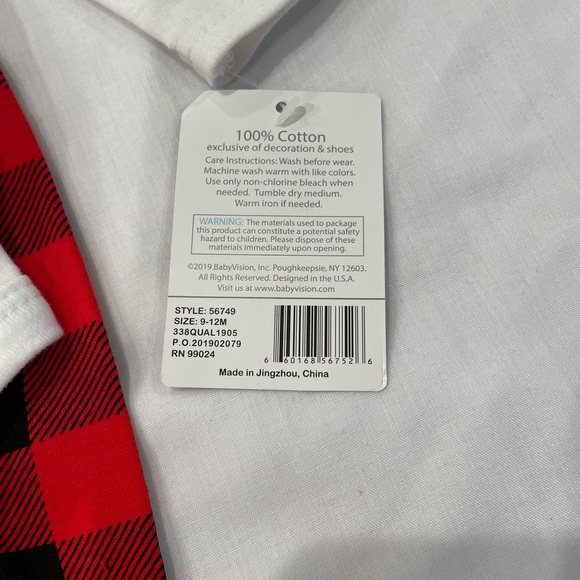 100% Cotton
exclusive of decoration & shoes
Care Instructions: Wash before wear.
Machine wash warm with like colors.
Use only non-chlorine bleach when
needed. Tumble dry medium.
Warm iron if needed.
WARNING: The materials used to package
this product can constitute a potential safety
hazard to children. Please dispose of these
materials immediately upon opening.
©2019 BabyVision, Inc. Poughkeepsie, NY 12603.
All Rights Reserved. Designed in the U.S.A.
Visit us at www.babyvision.com
STYLE: 56749
SIZE: 9-12M
338QUAL1905
P.O.201902079
RN 99024
6 60168 56752 6
Made in Jingzhou, China